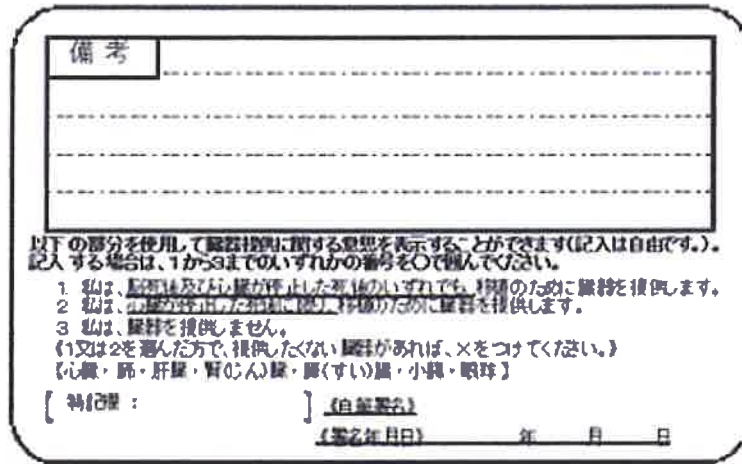 備考
以下の部分を使用して臓器提供に関する意思を表示することができます(記入は自由です。)。
記入する場合は、1から3までのいずれかの番号を〇で囲んでください。
1 私は、脳死後及び心臓が停止した死後のいずれでも、移植のために臓器を提供します。
2 私は、心臓が停止した死後に限り、移植のために臓器を提供します。
3 私は、臓器を提供しません。
《1又は2を選んだ方で、提供したくない臓器があれば、×をつけてください。》
【心臓・肺・肝臓・腎(じん)臓・膵(すい)臓・小腸・眼球】
[特記欄: ] 《自筆署名》
《署名年月日》 年 月 日